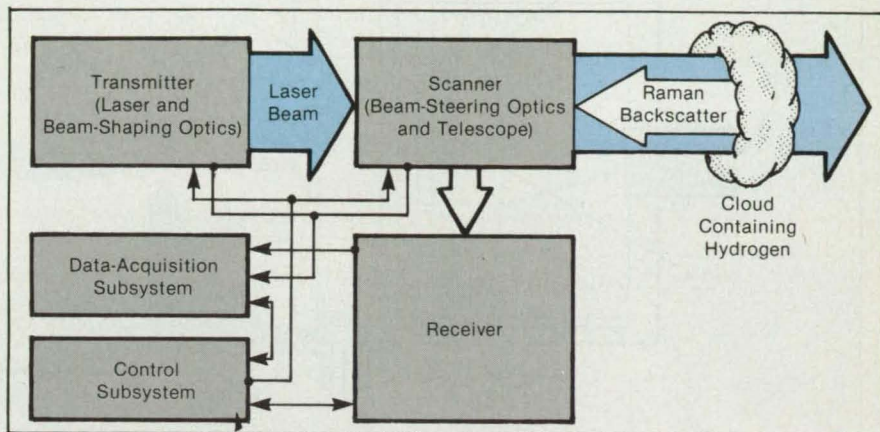 Transmitter
(Laser and
Beam-Shaping Optics)
Laser
Beam
Scanner
(Beam-Steering Optics
and Telescope)
Raman
Backscatter
Cloud
Containing
Hydrogen
Data-Acquisition
Subsystem
Receiver
Control
Subsystem